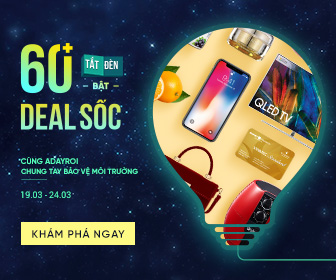 60+
TẮT ĐÈN
BẬT
DEAL SỐC
CÙNG ADAYROI
CHUNG TAY BẢO VỆ MÔI TRƯỜNG
19.03 - 24.03
KHÁM PHÁ NGAY
QLED TV